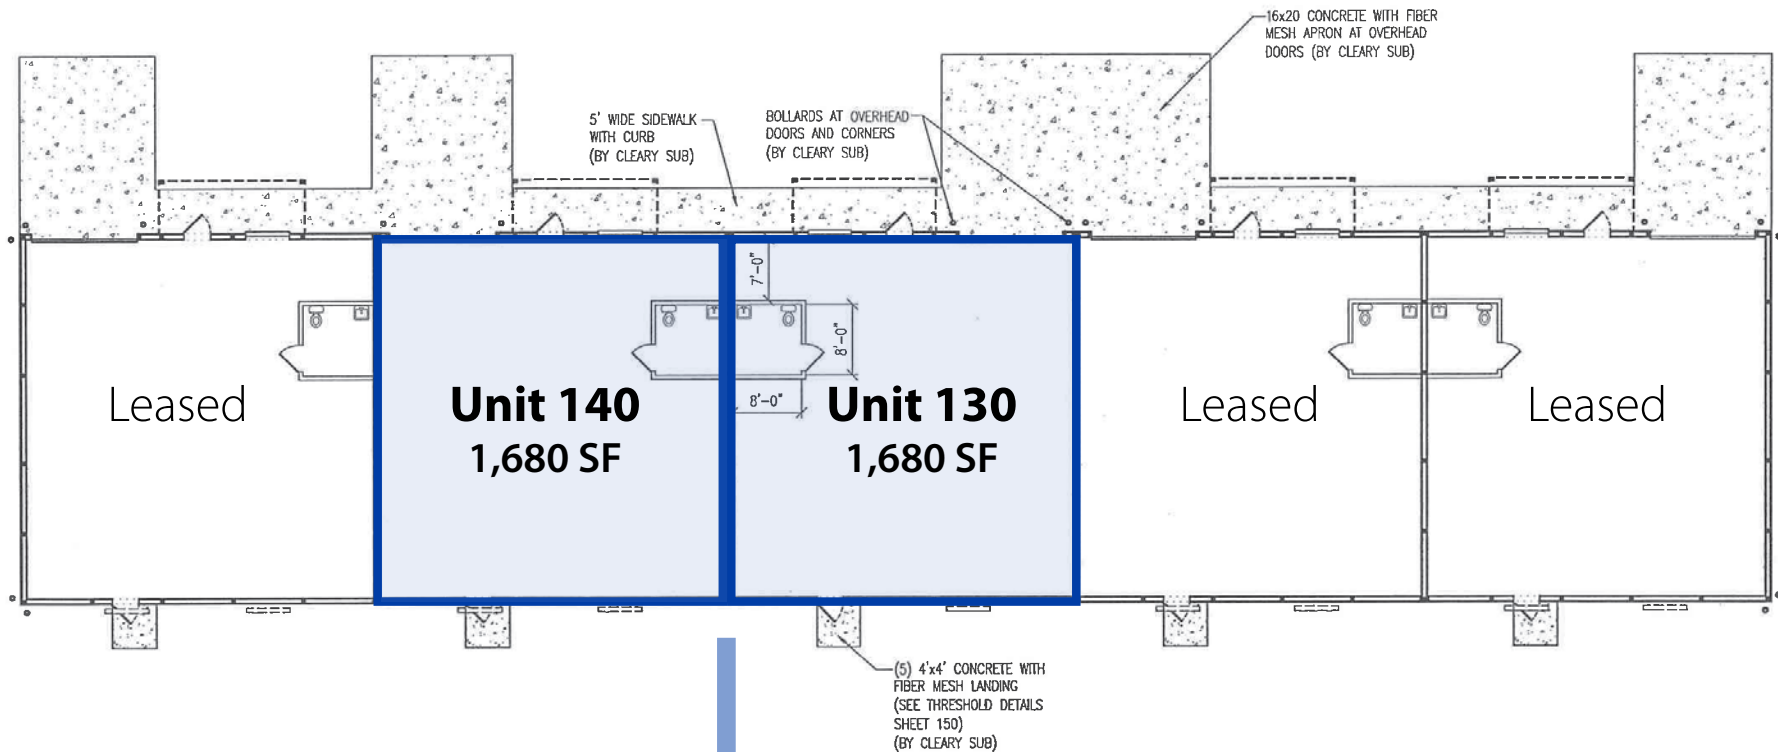 16x20 CONCRETE WITH FIBER
MESH APRON AT OVERHEAD
DOORS (BY CLEARY SUB)
5' WIDE SIDEWALK
WITH CURB
(BY CLEARY SUB)
BOLLARDS AT OVERHEAD
DOORS AND CORNERS
(BY CLEARY SUB)
7'-0"
8'-0"
8'-0"
Leased
Unit 140
1,680 SF
Unit 130
1,680 SF
Leased
Leased
(5) 4'x4' CONCRETE WITH
FIBER MESH LANDING
(SEE THRESHOLD DETAILS
SHEET 150)
(BY CLEARY SUB)